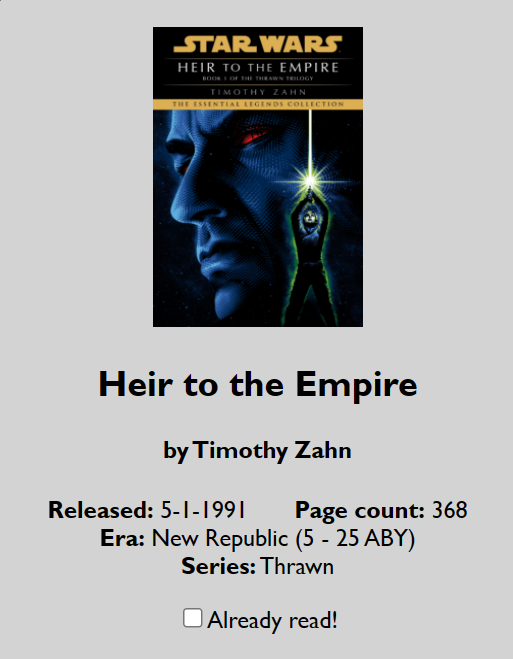 STAR WARS
HEIR TO THE EMPIRE
BOOK 1 OF THE THRAWN TRILOGY
TIMOTHY ZAHN
THE ESSENTIAL LEGENDS COLLECTION
Heir to the Empire
by Timothy Zahn
Released: 5-1-1991 Page count: 368
Era: New Republic (5 - 25 ABY)
Series: Thrawn
Already read!